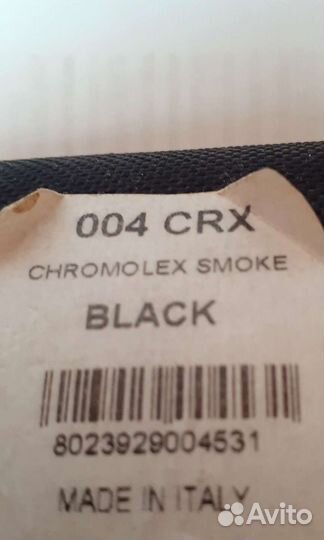 004 CRX
CHROMOLEX SMOKE
BLACK
8023929004531
MADE IN ITALY
Avito